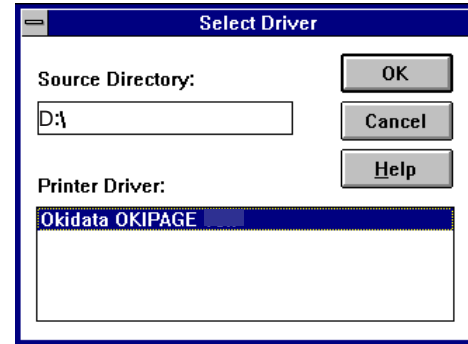 Select Driver
Source Directory:
D:\
OK
Cancel
Help
Printer Driver:
Okidata OKIPAGE